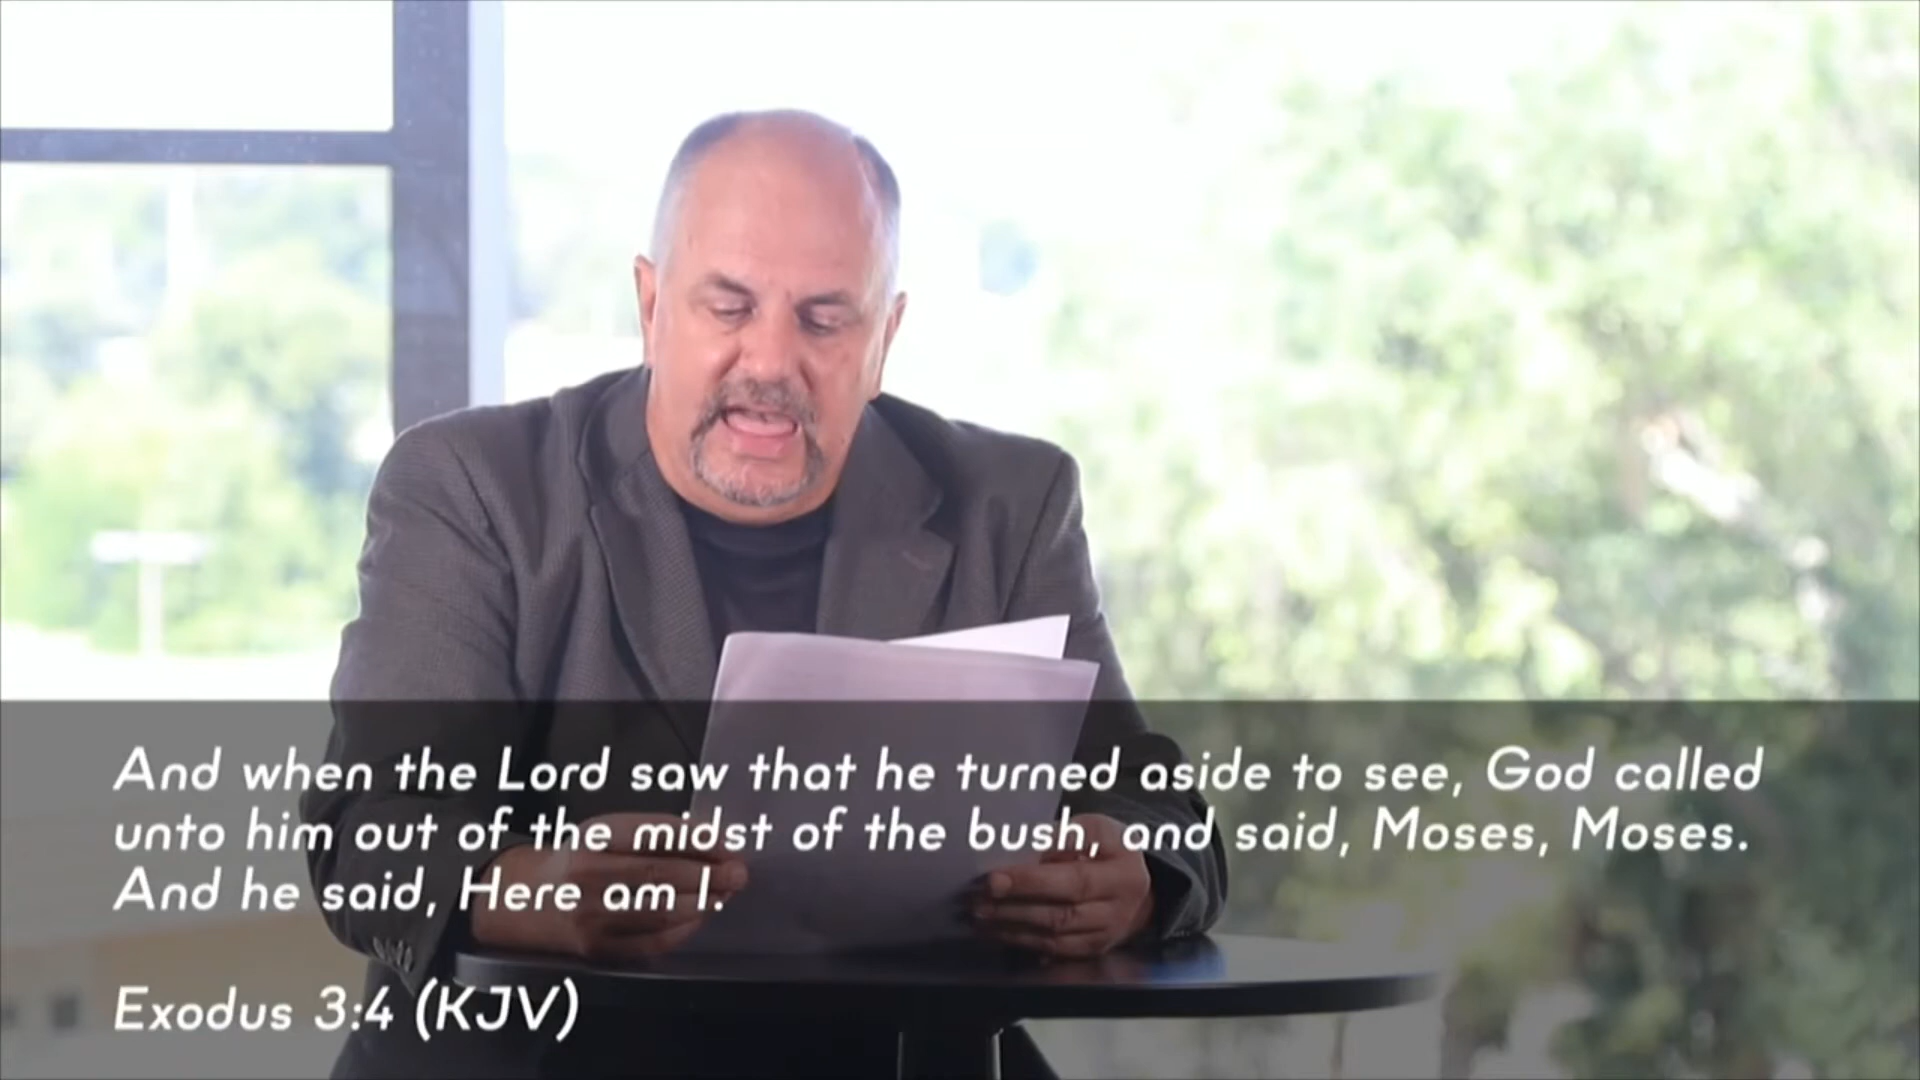 And when the Lord saw that he turned aside to see, God called
unto him out of the midst of the bush, and said, Moses, Moses.
And he said, Here am I.
Exodus 3:4 (KJV)